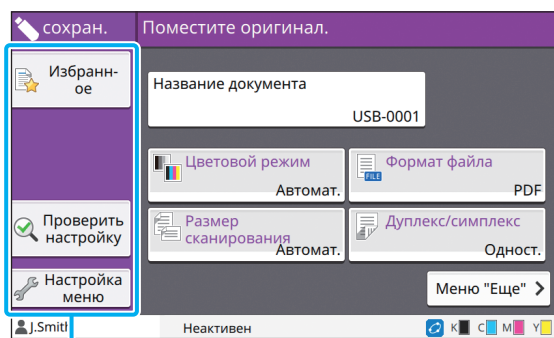 сохран.
Поместите оригинал.
Избранн-
ое
Название документа
USB-0001
Цветовой режим
Автомат.
Формат файла
FILE
PDF
Проверить
настройку
Размер
сканирования
Автомат.
Дуплекс/симплекс
Одност.
Настройка
меню
Меню "Еще" >
J.Smith
Неактивен
K C M Y